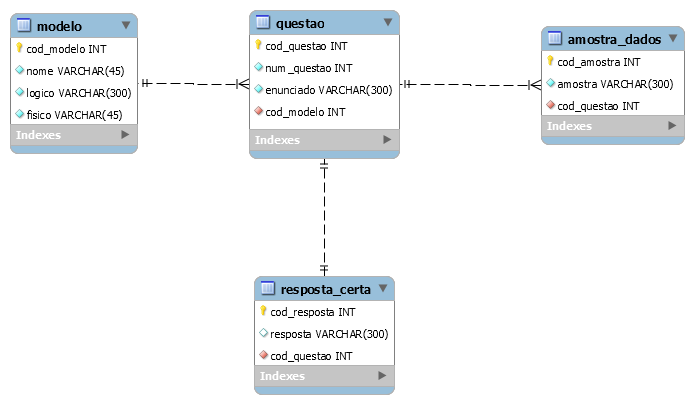 modelo
cod_modelo INT
nome VARCHAR(45)
logico VARCHAR(300)
fisico VARCHAR(45)
Indexes
questao
cod_questao INT
num_questao INT
enunciado VARCHAR(300)
cod_modelo INT
Indexes
amostra_dados
cod_amostra INT
amostra VARCHAR(300)
cod_questao INT
Indexes
resposta_certa
cod_resposta INT
resposta VARCHAR(300)
cod_questao INT
Indexes